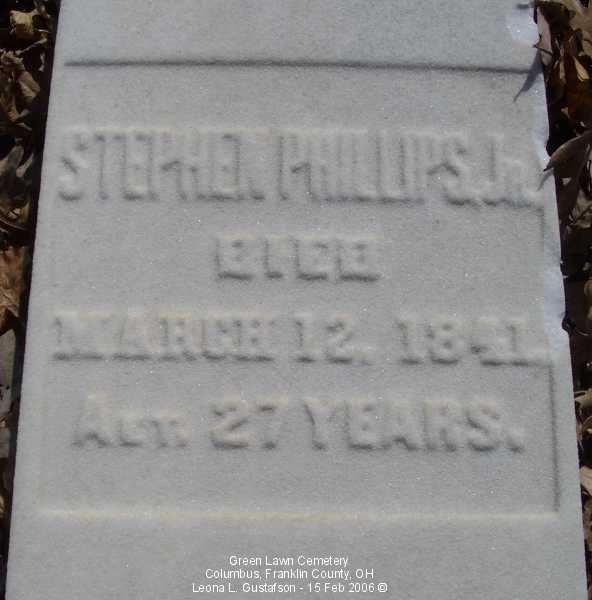 STEPHEN PHILLIPS, Jr.
DIED
MARCH 12, 1841.
AGED 27 YEARS.
Green Lawn Cemetery
Columbus, Franklin County, OH
Leona L. Gustafson - 15 Feb 2006 ©